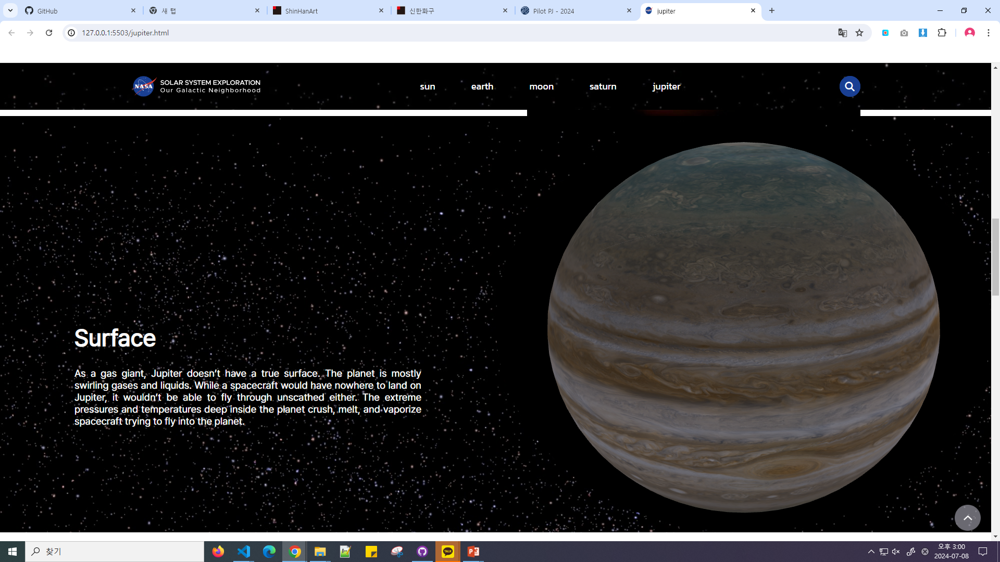 GitHub
새 탭
ShinHanArt
신한화구
Pilot PJ - 2024
jupiter
127.0.0.1:5503/jupiter.html
NASA
SOLAR SYSTEM EXPLORATION
Our Galactic Neighborhood
sun
earth
moon
saturn
jupiter
Surface
As a gas giant, Jupiter doesn’t have a true surface. The planet is mostly
swirling gases and liquids. While a spacecraft would have nowhere to land on
Jupiter, it wouldn’t be able to fly through unscathed either. The extreme
pressures and temperatures deep inside the planet crush, melt, and vaporize
spacecraft trying to fly into the planet.
찾기
TALK
오후 3:00
2024-07-08